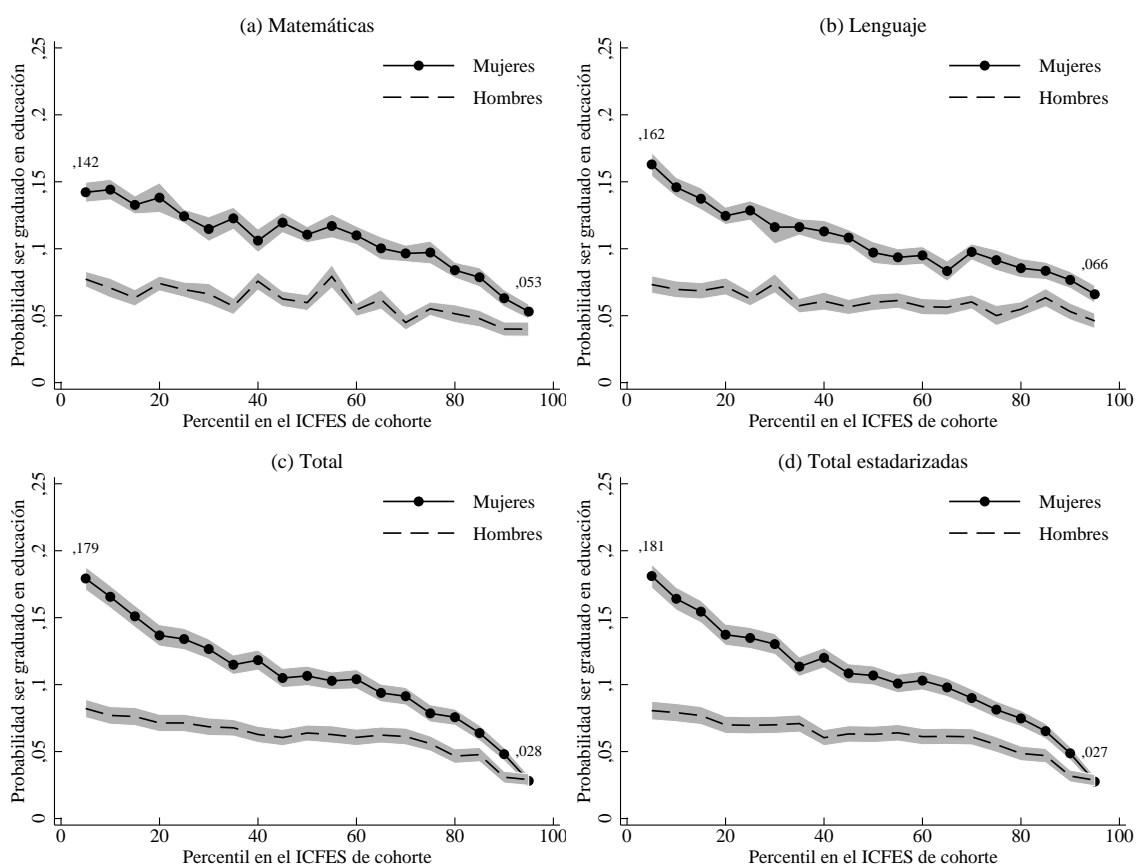 (a) Matemáticas
Probabilidad ser graduado en educación
0 ,05 ,1 ,15 ,2 ,25
Mujeres
Hombres
,142
,053
0 20 40 60 80 100
Percentil en el ICFES de cohorte
(b) Lenguaje
Probabilidad ser graduado en educación
0 ,05 ,1 ,15 ,2 ,25
Mujeres
Hombres
,162
,066
0 20 40 60 80 100
Percentil en el ICFES de cohorte
(c) Total
Probabilidad ser graduado en educación
0 ,05 ,1 ,15 ,2 ,25
Mujeres
Hombres
,179
,028
0 20 40 60 80 100
Percentil en el ICFES de cohorte
(d) Total estadarizadas
Probabilidad ser graduado en educación
0 ,05 ,1 ,15 ,2 ,25
Mujeres
Hombres
,181
,027
0 20 40 60 80 100
Percentil en el ICFES de cohorte